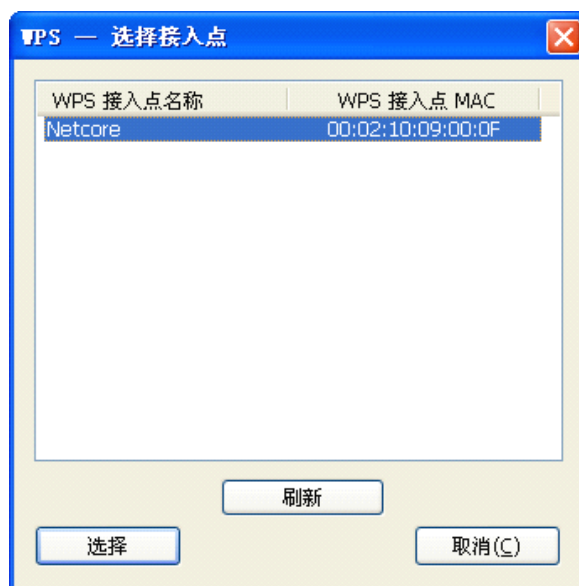 WPS — 选择接入点
WPS 接入点名称 WPS 接入点 MAC
Netcore 00:02:10:09:00:0F
刷新
选择 取消(C)